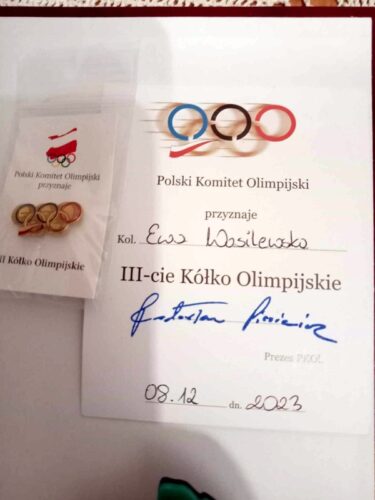 Polski Komitet Olimpijski
przyznaje
II Kółko Olimpijskie
Polski Komitet Olimpijski
przyznaje
Kol. Ewa Wasilewska
III-cie Kółko Olimpijskie
Prezes PKOl
08.12 dn. 2023